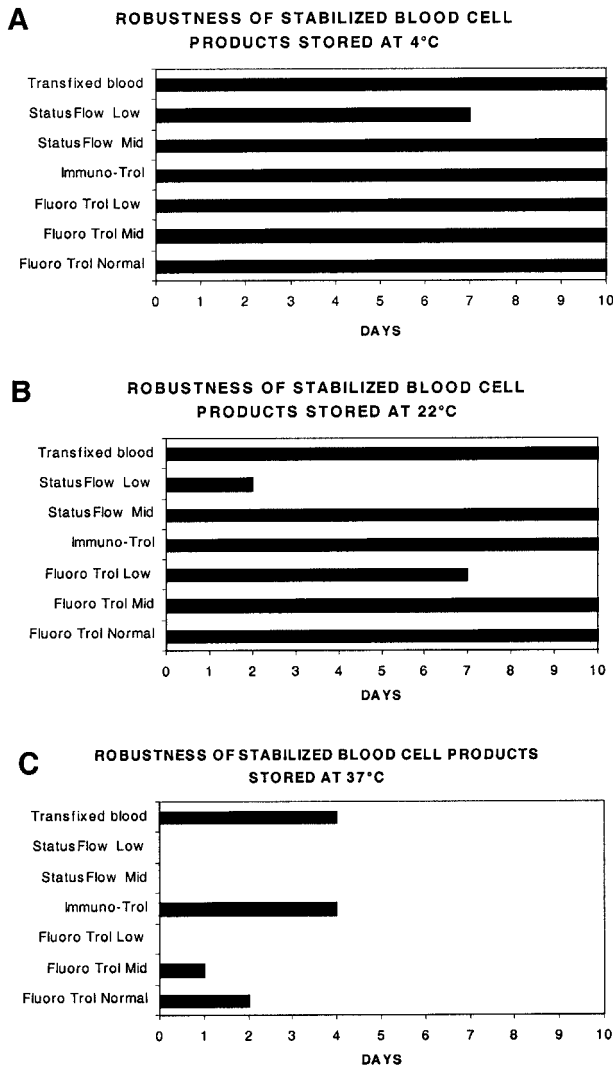 A
ROBUSTNESS OF STABILIZED BLOOD CELL
PRODUCTS STORED AT 4°C
Transfixed blood
StatusFlow Low
StatusFlow Mid
Immuno-Trol
Fluoro Trol Low
Fluoro Trol Mid
Fluoro Trol Normal
0 1 2 3 4 5 6 7 8 9 10
DAYS
B
ROBUSTNESS OF STABILIZED BLOOD CELL
PRODUCTS STORED AT 22°C
Transfixed blood
StatusFlow Low
StatusFlow Mid
Immuno-Trol
Fluoro Trol Low
Fluoro Trol Mid
Fluoro Trol Normal
0 1 2 3 4 5 6 7 8 9 10
DAYS
C
ROBUSTNESS OF STABILIZED BLOOD CELL PRODUCTS
STORED AT 37°C
Transfixed blood
StatusFlow Low
StatusFlow Mid
Immuno-Trol
Fluoro Trol Low
Fluoro Trol Mid
Fluoro Trol Normal
0 1 2 3 4 5 6 7 8 9 10
DAYS